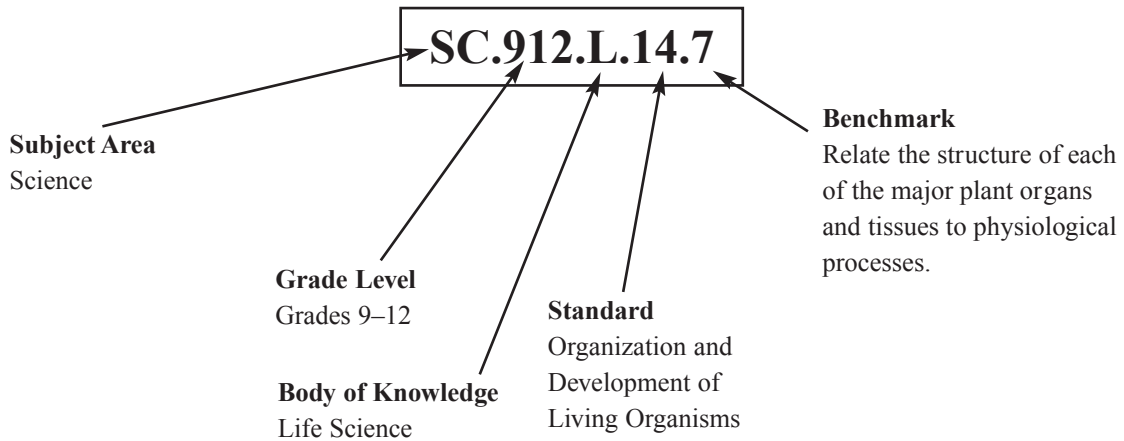 SC.912.L.14.7
Subject Area
Science
Grade Level
Grades 9–12
Body of Knowledge
Life Science
Standard
Organization and
Development of
Living Organisms
Benchmark
Relate the structure of each
of the major plant organs
and tissues to physiological
processes.